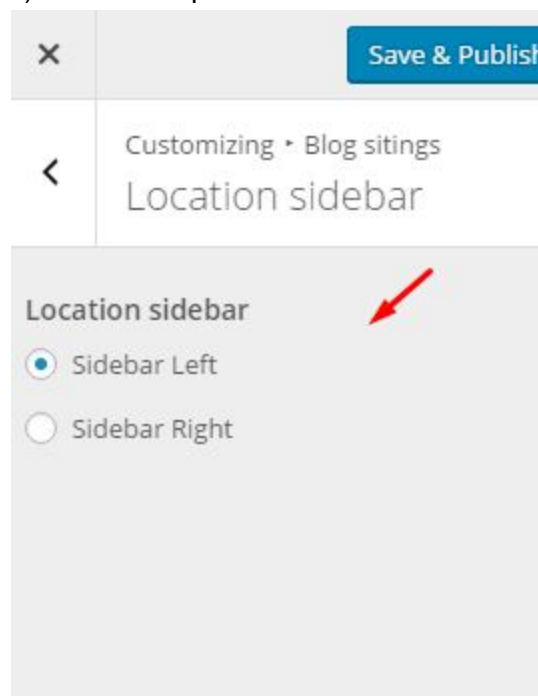 Save & Publish
Customizing ‣ Blog sitings
Location sidebar
Location sidebar
Sidebar Left
Sidebar Right